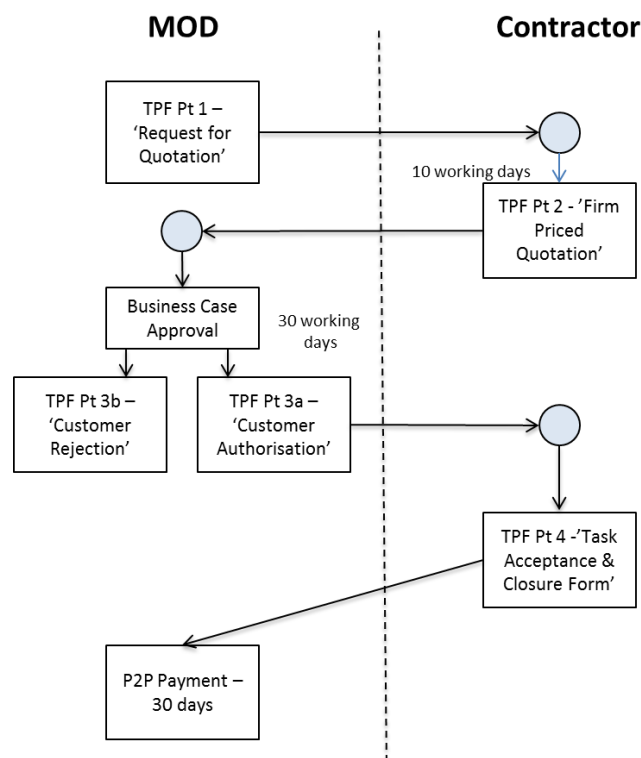 MOD
Contractor
TPF Pt 1 –
‘Request for
Quotation’
10 working days
TPF Pt 2 - ’Firm
Priced
Quotation’
Business Case
Approval
30 working
days
TPF Pt 3b –
‘Customer
Rejection’
TPF Pt 3a –
‘Customer
Authorisation’
TPF Pt 4 -’Task
Acceptance &
Closure Form’
P2P Payment –
30 days